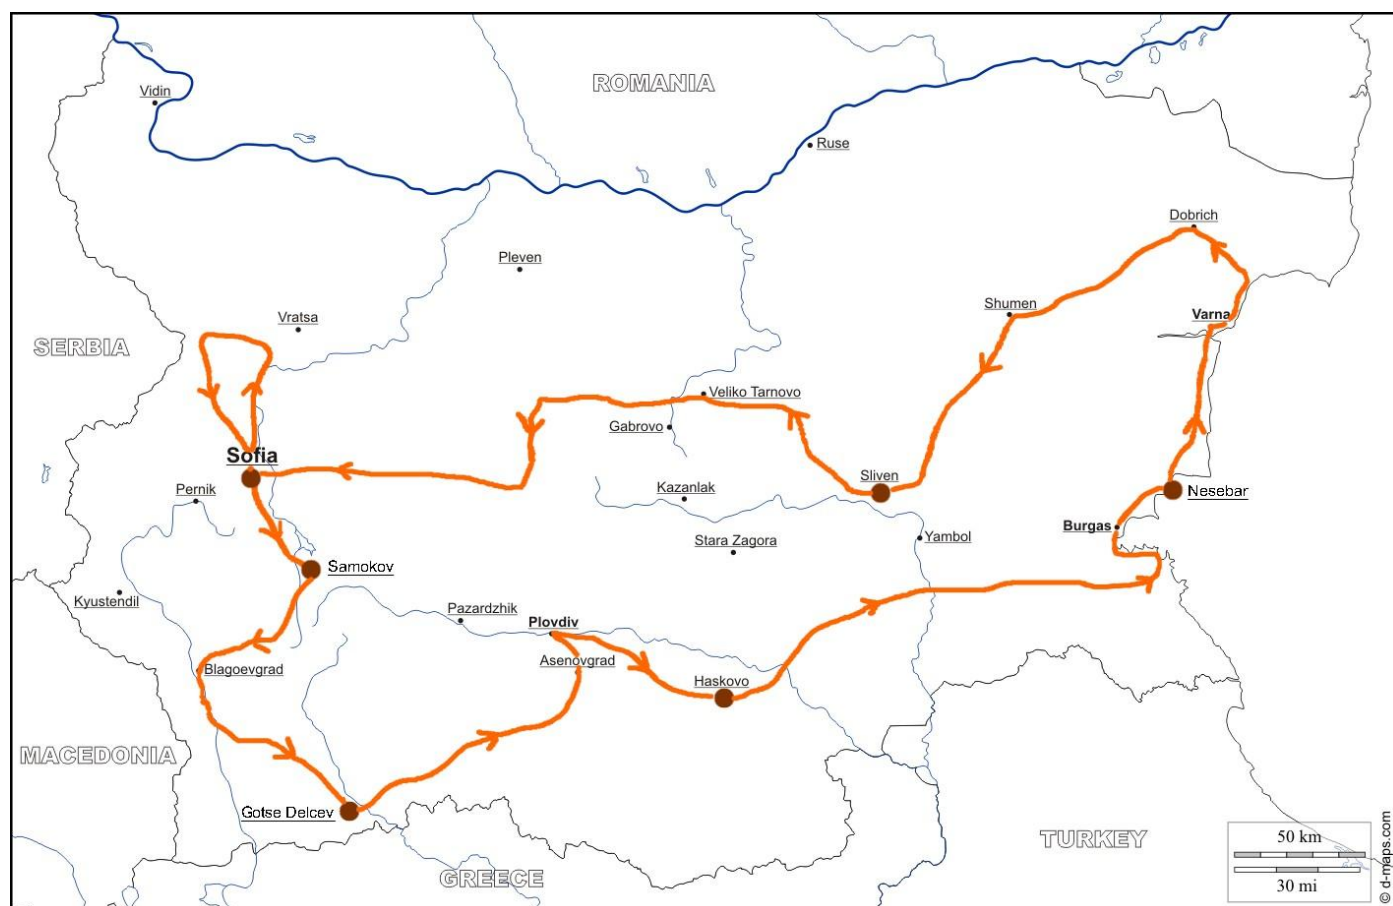 ROMANIA
Vidin
Ruse
Dobrich
Pleven
Shumen
Varna
Vratsa
SERBIA
Veliko Tarnovo
Gabrovo
Sofia
Sliven
Pernik
Kazanlak
Nesebar
Burgas
Stara Zagora
Yambol
Samokov
Kyustendil
Pazardzhik
Plovdiv
Asenovgrad
Blagoevgrad
Haskovo
MACEDONIA
Gotse Delcev
TURKEY
50 km
30 mi
GREECE
© d-maps.com